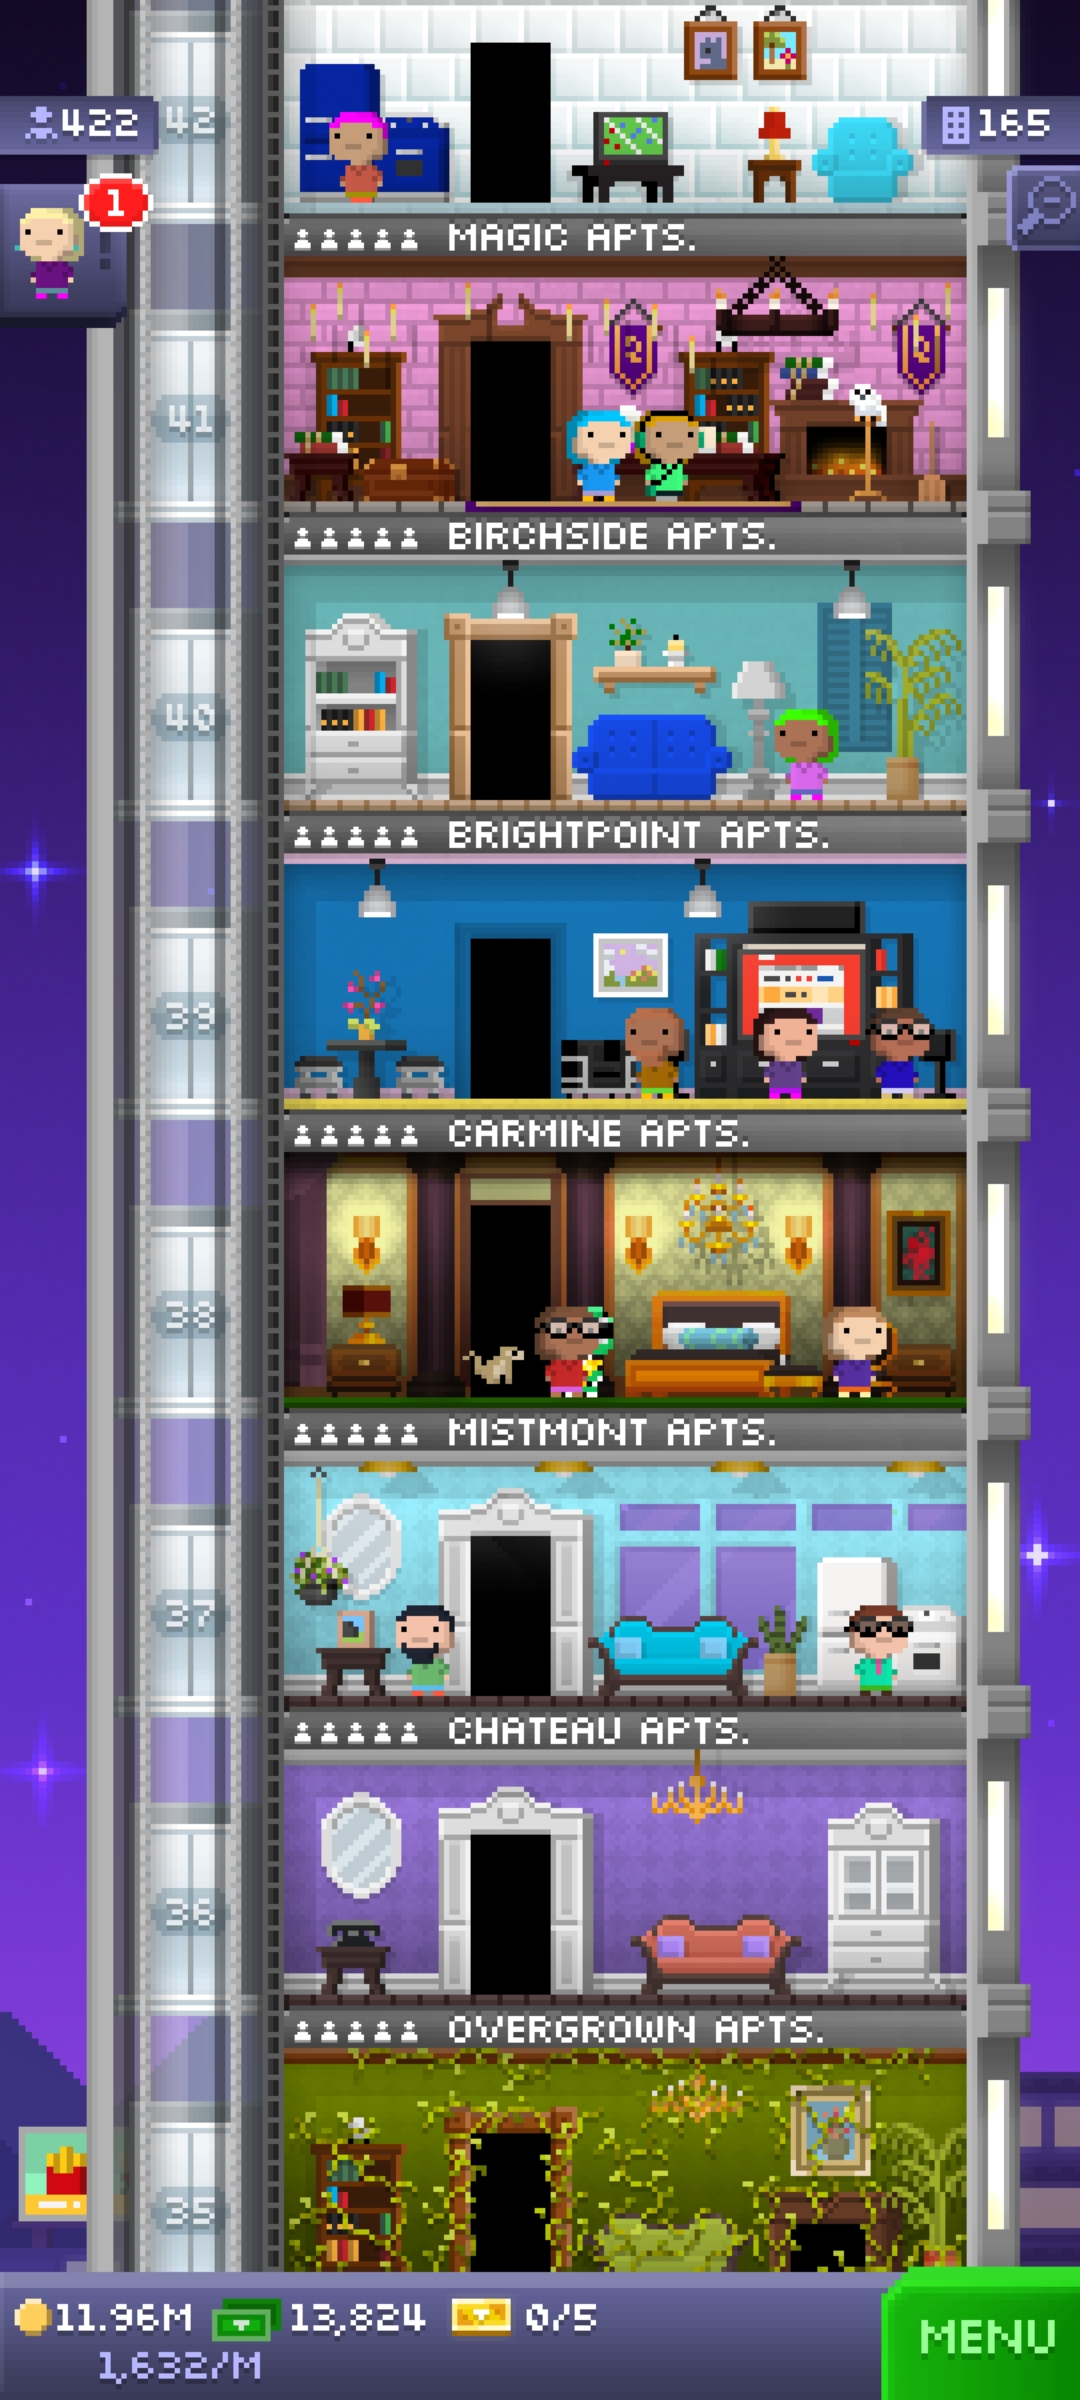 422
42
165
1
MAGIC APTS.
41
BIRCHSIDE APTS.
40
BRIGHTPOINT APTS.
39
CARMINE APTS.
38
MISTMONT APTS.
37
CHATEAU APTS.
36
OVERGROWN APTS.
35
11.96M 13,824 0/5
1,632/M
MENU